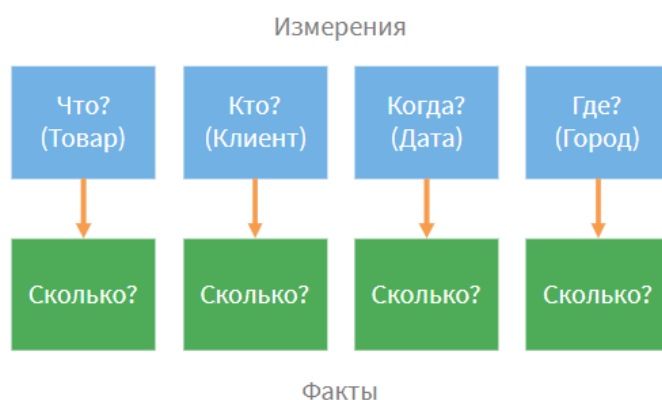 Измерения
Что?
(Товар)
Кто?
(Клиент)
Когда?
(Дата)
Где?
(Город)
Сколько?
Сколько?
Сколько?
Сколько?
Факты